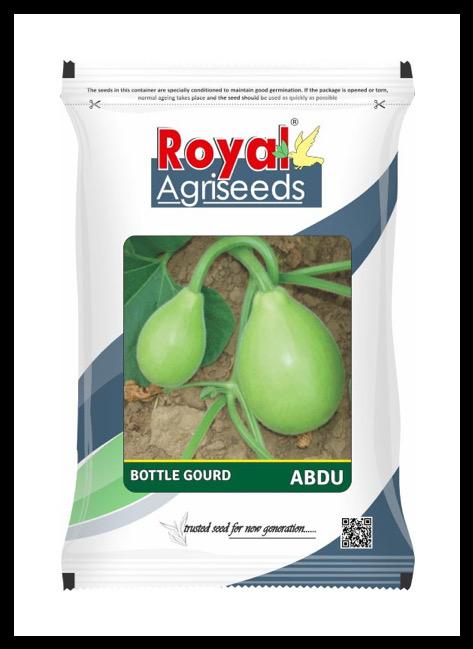 The seeds in this container are specially conditioned to maintain good germination. If the package is opened or torn,
normal ageing takes place and the seed should be used as quickly as possible
Royal®
Agriseeds
BOTTLE GOURD ABDU
trusted seed for new generation......